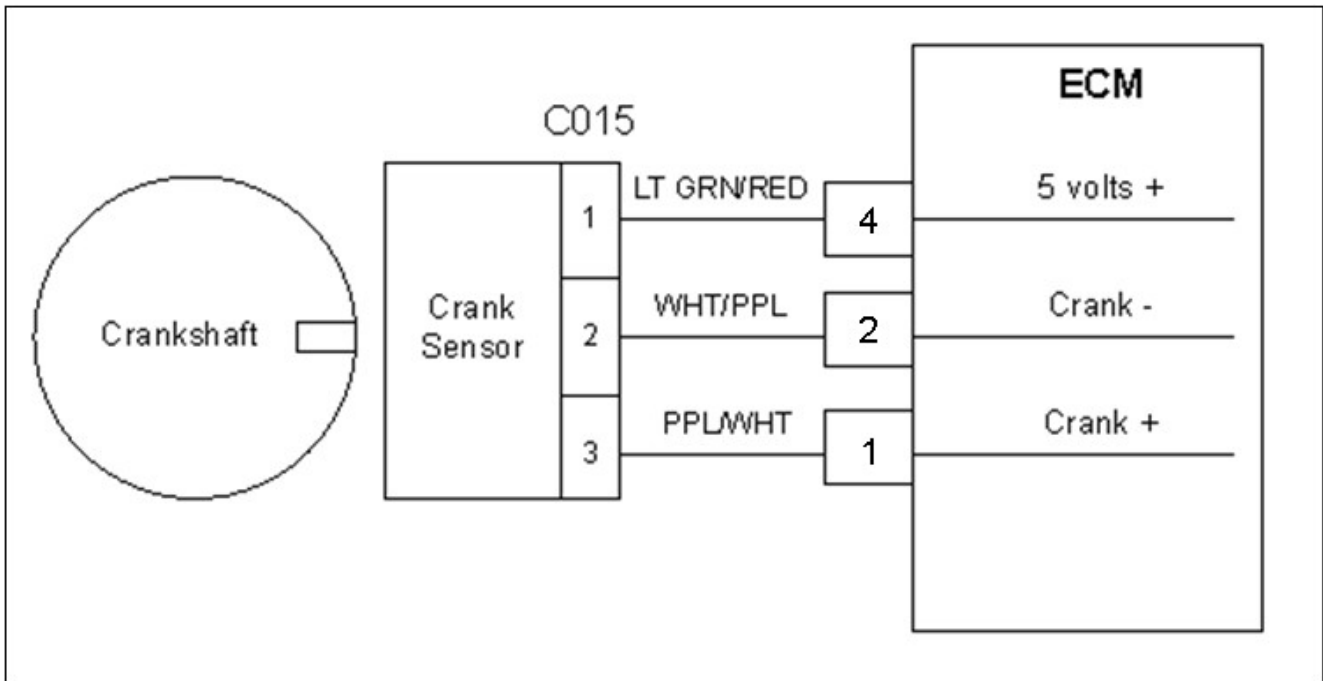 ECM
C015
LT GRN/RED
5 volts +
1
4
WHT/PPL
Crank -
Crankshaft
Crank
Sensor
2
2
PPL/WHT
Crank +
3
1